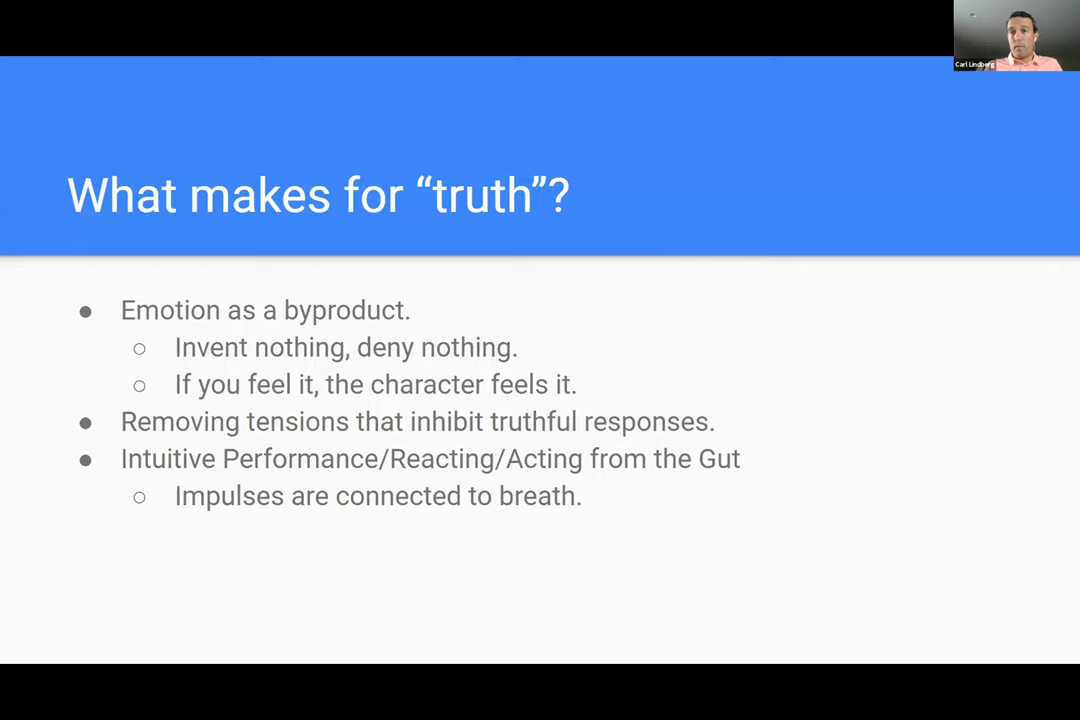 Carl Lindberg
What makes for “truth”?
● Emotion as a byproduct.
○ Invent nothing, deny nothing.
○ If you feel it, the character feels it.
● Removing tensions that inhibit truthful responses.
● Intuitive Performance/Reacting/Acting from the Gut
○ Impulses are connected to breath.